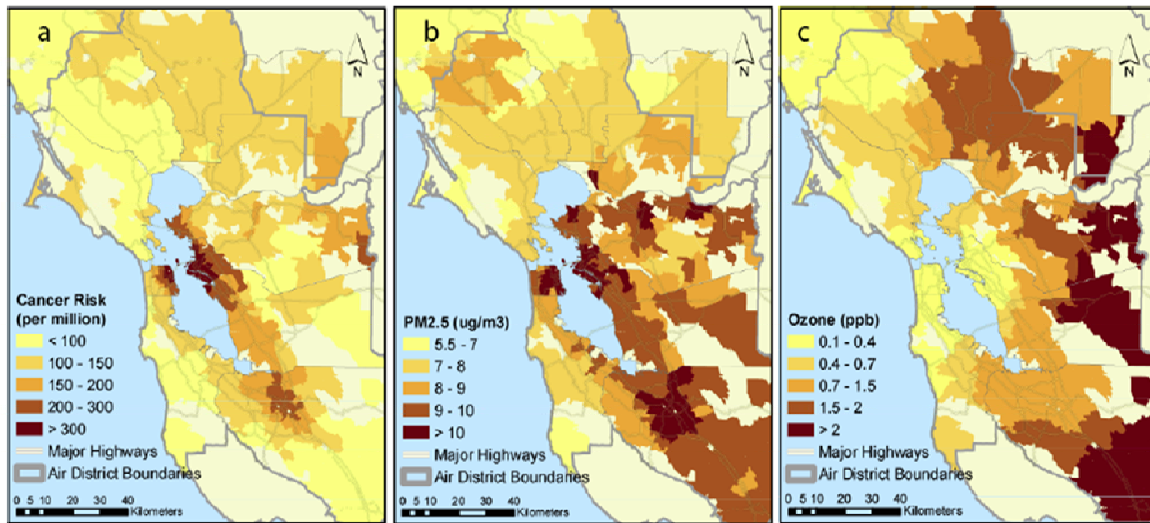 a
N
Cancer Risk
(per million)
< 100
100 - 150
150 - 200
200 - 300
> 300
Major Highways
Air District Boundaries
0 5 10 20 30 40
Kilometers
b
N
PM2.5 (ug/m3)
5.5 - 7
7 - 8
8 - 9
9 - 10
> 10
Major Highways
Air District Boundaries
0 5 10 20 30 40
Kilometers
c
N
Ozone (ppb)
0.1 - 0.4
0.4 - 0.7
0.7 - 1.5
1.5 - 2
> 2
Major Highways
Air District Boundaries
0 5 10 20 30 40
Kilometers